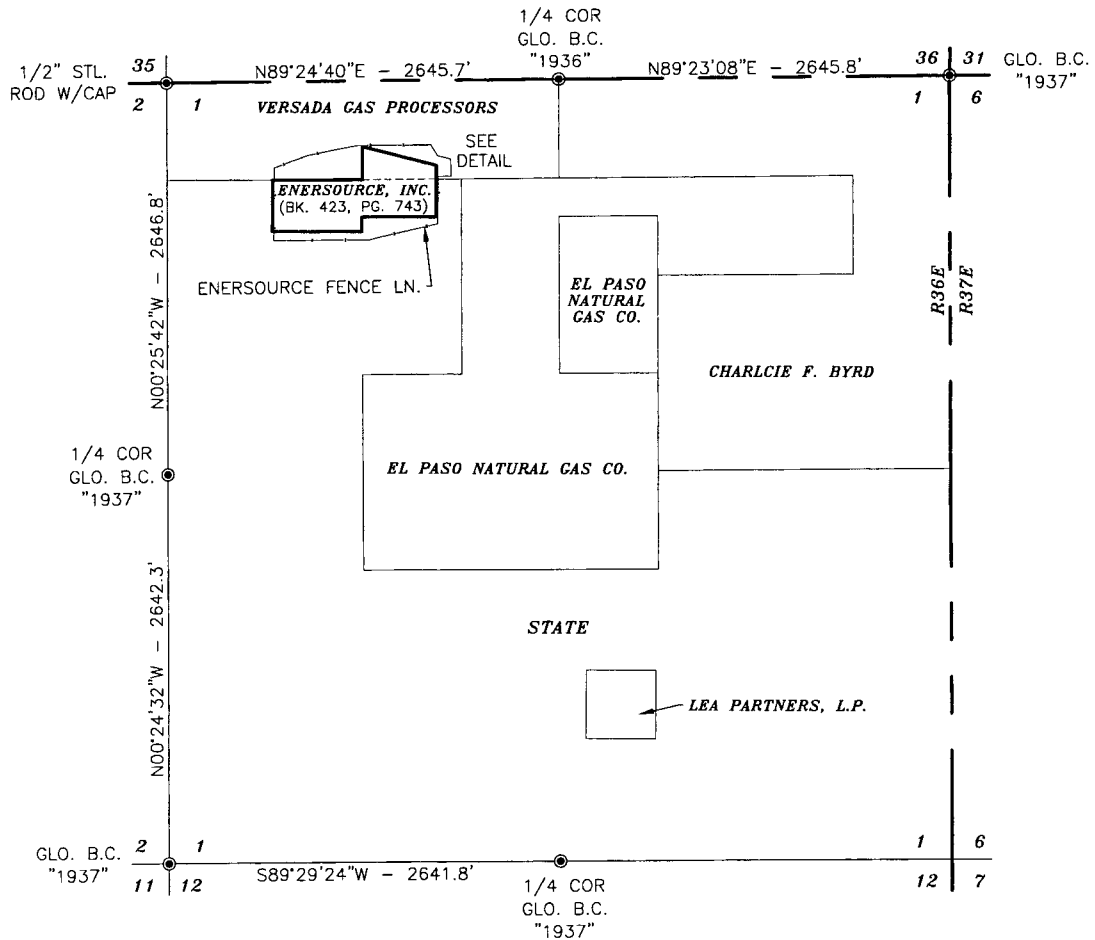 1/4 COR
GLO. B.C.
"1936"
1/2" STL.
ROD W/CAP
35
N89°24'40"E - 2645.7'
N89°23'08"E - 2645.8'
36 31
GLO. B.C.
"1937"
2 1
VERSADA GAS PROCESSORS
1 6
SEE
DETAIL
ENERSOURCE, INC.
(BK. 423, PG. 743)
N00°25'42"W - 2646.8'
ENERSOURCE FENCE LN.
EL PASO
NATURAL
GAS CO.
R36E
R37E
CHARLCIE F. BYRD
1/4 COR
GLO. B.C.
"1937"
EL PASO NATURAL GAS CO.
N00°24'32"W - 2642.3'
STATE
LEA PARTNERS, L.P.
GLO. B.C.
"1937"
2 1
11 12
S89°29'24"W - 2641.8'
1/4 COR
GLO. B.C.
"1937"
1 6
12 7